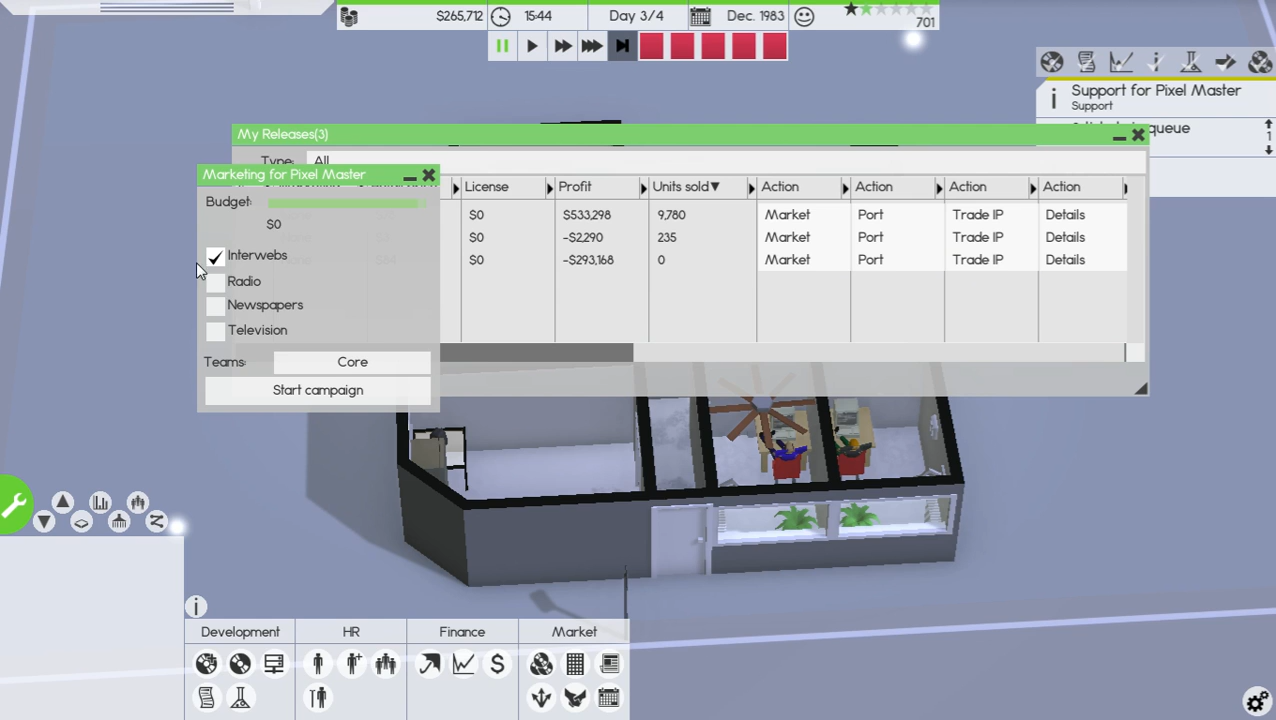 $265,712
15:44
Day 3/4
Dec. 1983
701
Support for Pixel Master
Support
queue
1
My Releases(3)
Type: All
Marketing for Pixel Master
License
Profit
Units sold▼
Action
Action
Action
Action
Budget:
$0
$0
$533,298
9,780
Market
Port
Trade IP
Details
$0
-$2,290
235
Market
Port
Trade IP
Details
$0
-$293,168
0
Market
Port
Trade IP
Details
Interwebs
Radio
Newspapers
Television
Teams:
Core
Start campaign
Development
HR
Finance
Market